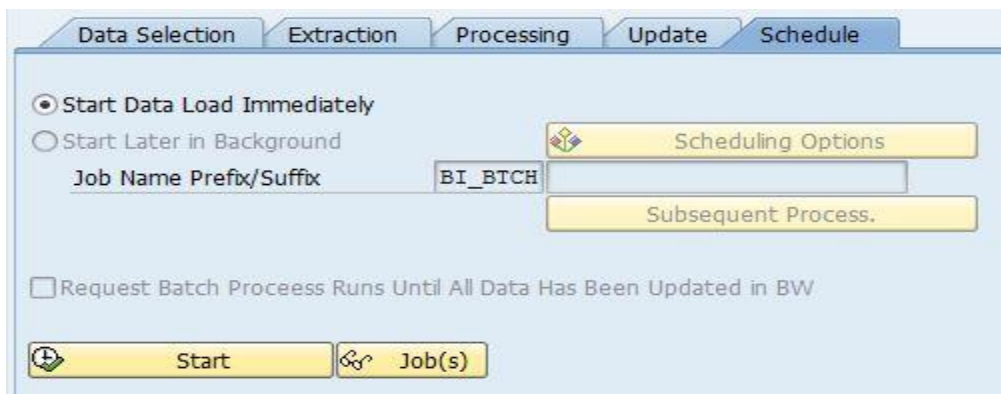 Data Selection Extraction Processing Update Schedule
Start Data Load Immediately
Start Later in Background Scheduling Options
Job Name Prefix/Suffix BI_BTCH
Subsequent Process.
Request Batch Proceess Runs Until All Data Has Been Updated in BW
Start Job(s)